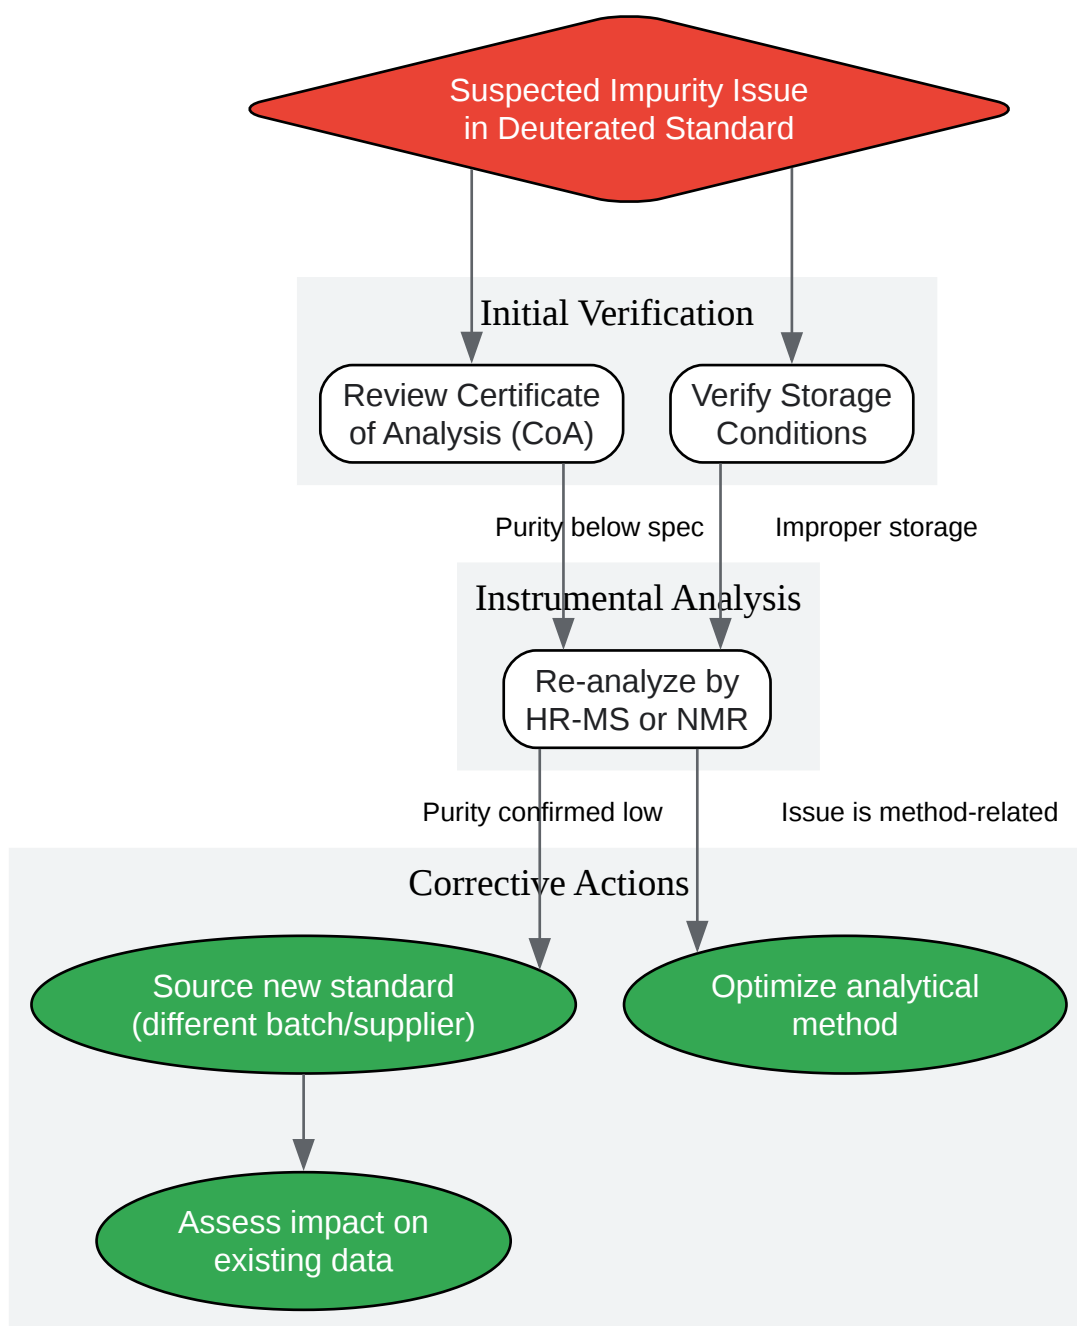 Suspected Impurity Issue
in Deuterated Standard
Initial Verification
Review Certificate
of Analysis (CoA)
Verify Storage
Conditions
Purity below spec
Improper storage
Instrumental Analysis
Re-analyze by
HR-MS or NMR
Purity confirmed low
Issue is method-related
Corrective Actions
Source new standard
(different batch/supplier)
Optimize analytical
method
Assess impact on
existing data